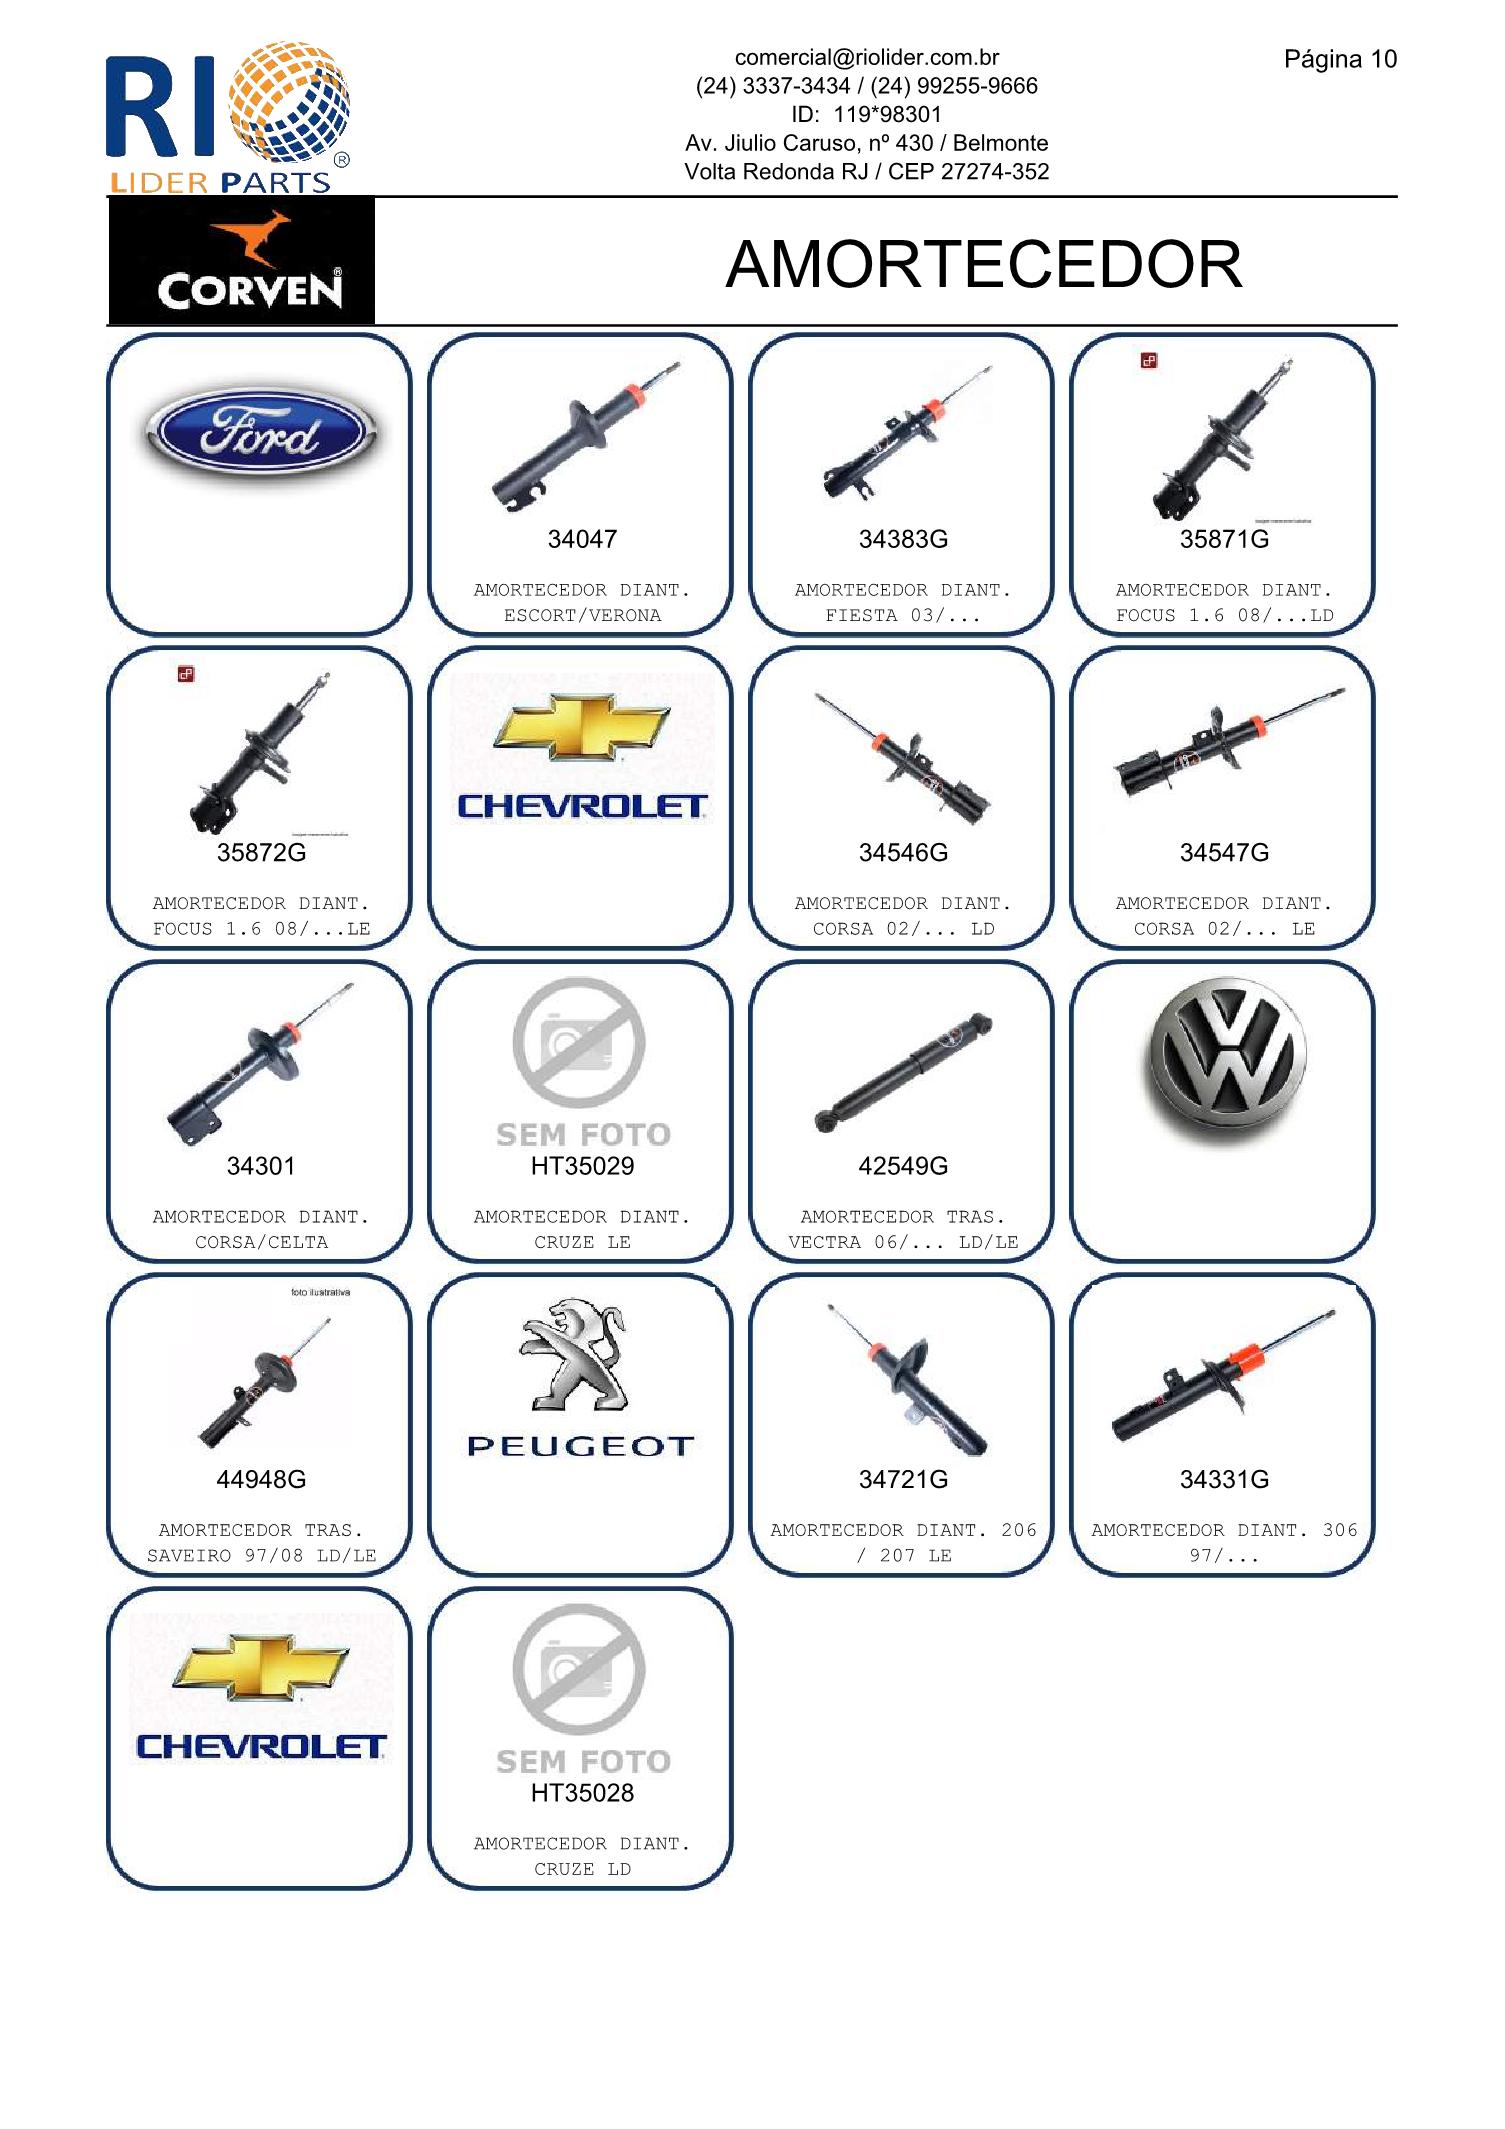 RIO
LIDER PARTS
comercial@riolider.com.br
(24) 3337-3434 / (24) 99255-9666
ID:  119*98301
Av. Jiulio Caruso, nº 430 / Belmonte
Volta Redonda RJ / CEP 27274-352
Página 10
CORVEN
AMORTECEDOR
Ford
34047
AMORTECEDOR DIANT.
ESCORT/VERONA
34383G
AMORTECEDOR DIANT.
FIESTA 03/...
35871G
AMORTECEDOR DIANT.
FOCUS 1.6 08/...LD
35872G
AMORTECEDOR DIANT.
FOCUS 1.6 08/...LE
CHEVROLET
34546G
AMORTECEDOR DIANT.
CORSA 02/... LD
34547G
AMORTECEDOR DIANT.
CORSA 02/... LE
34301
AMORTECEDOR DIANT.
CORSA/CELTA
SEM FOTO
HT35029
AMORTECEDOR DIANT.
CRUZE LE
42549G
AMORTECEDOR TRAS.
VECTRA 06/... LD/LE
foto ilustrativa
44948G
AMORTECEDOR TRAS.
SAVEIRO 97/08 LD/LE
PEUGEOT
34721G
AMORTECEDOR DIANT. 206
/ 207 LE
34331G
AMORTECEDOR DIANT. 306
97/...
CHEVROLET
SEM FOTO
HT35028
AMORTECEDOR DIANT.
CRUZE LD